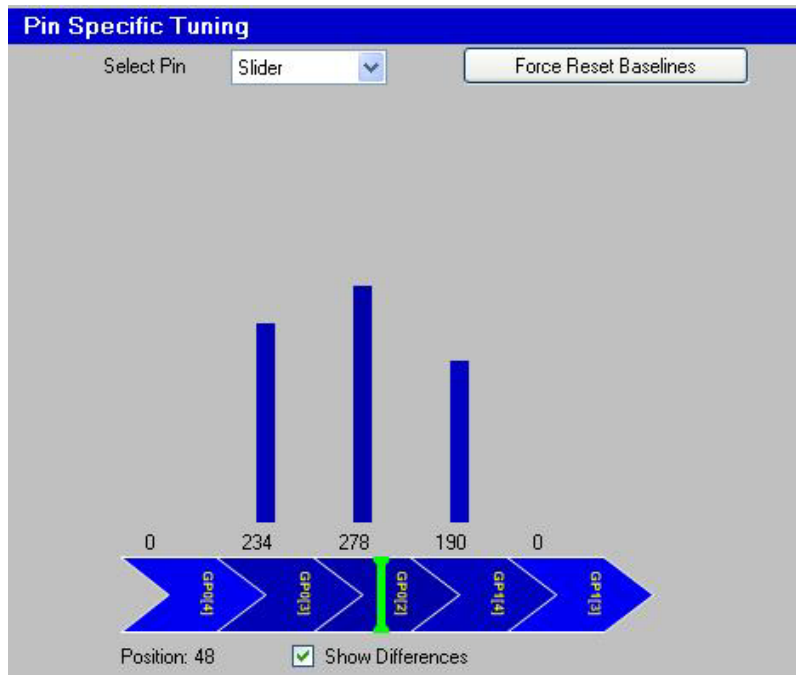 Pin Specific Tuning
Select Pin Slider Force Reset Baselines
0 234 278 190 0
GP0[4] GP0[3] GP0[2] GP1[4] GP1[3]
Position: 48 Show Differences